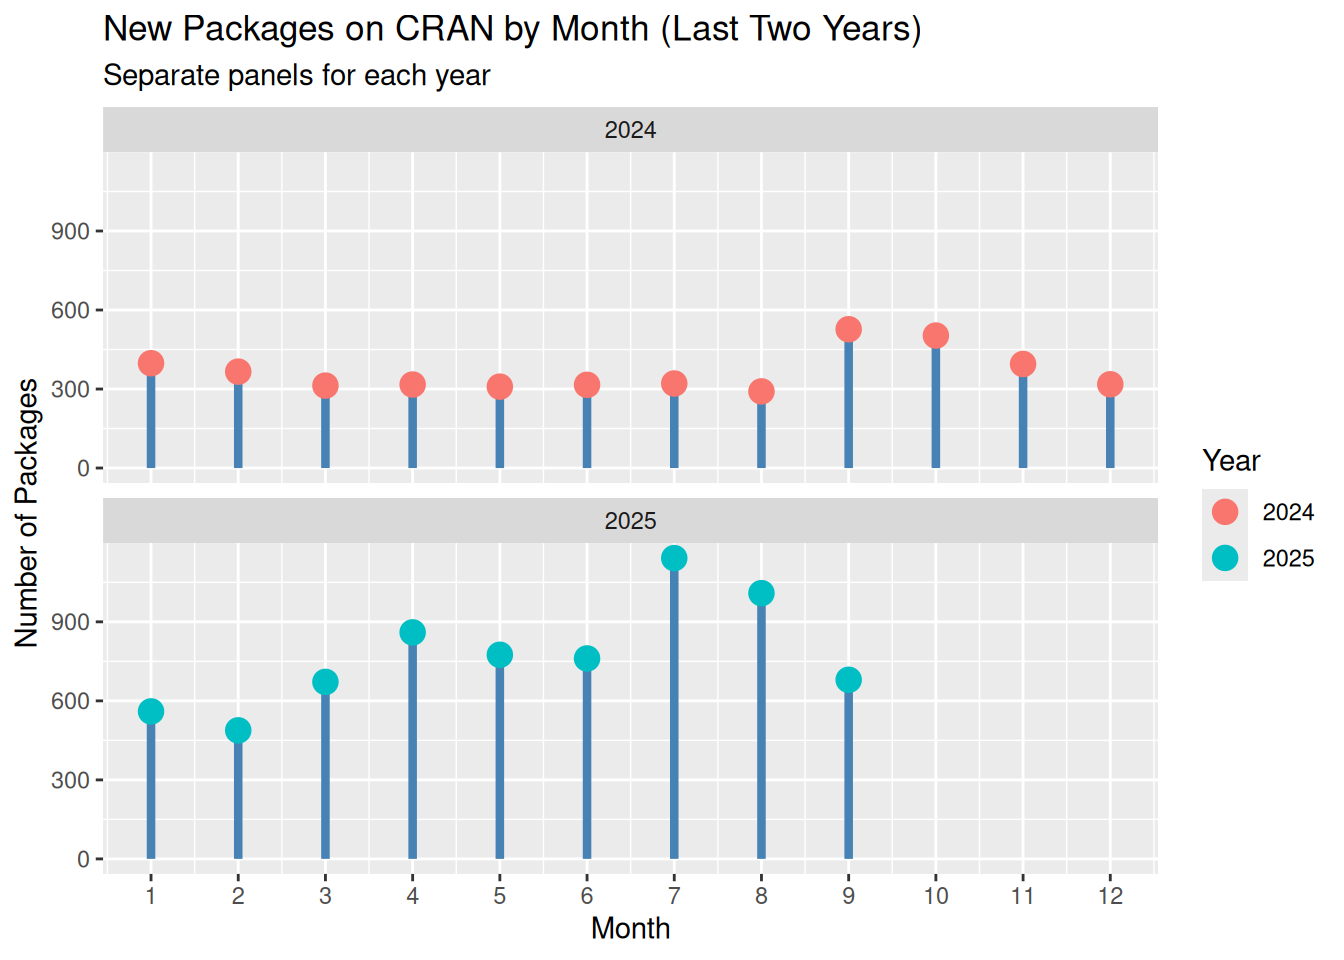 New Packages on CRAN by Month (Last Two Years)
Separate panels for each year
2024
900
600
300
0
Number of Packages
2025
900
600
300
0
1 2 3 4 5 6 7 8 9 10 11 12
Month
Year
2024
2025